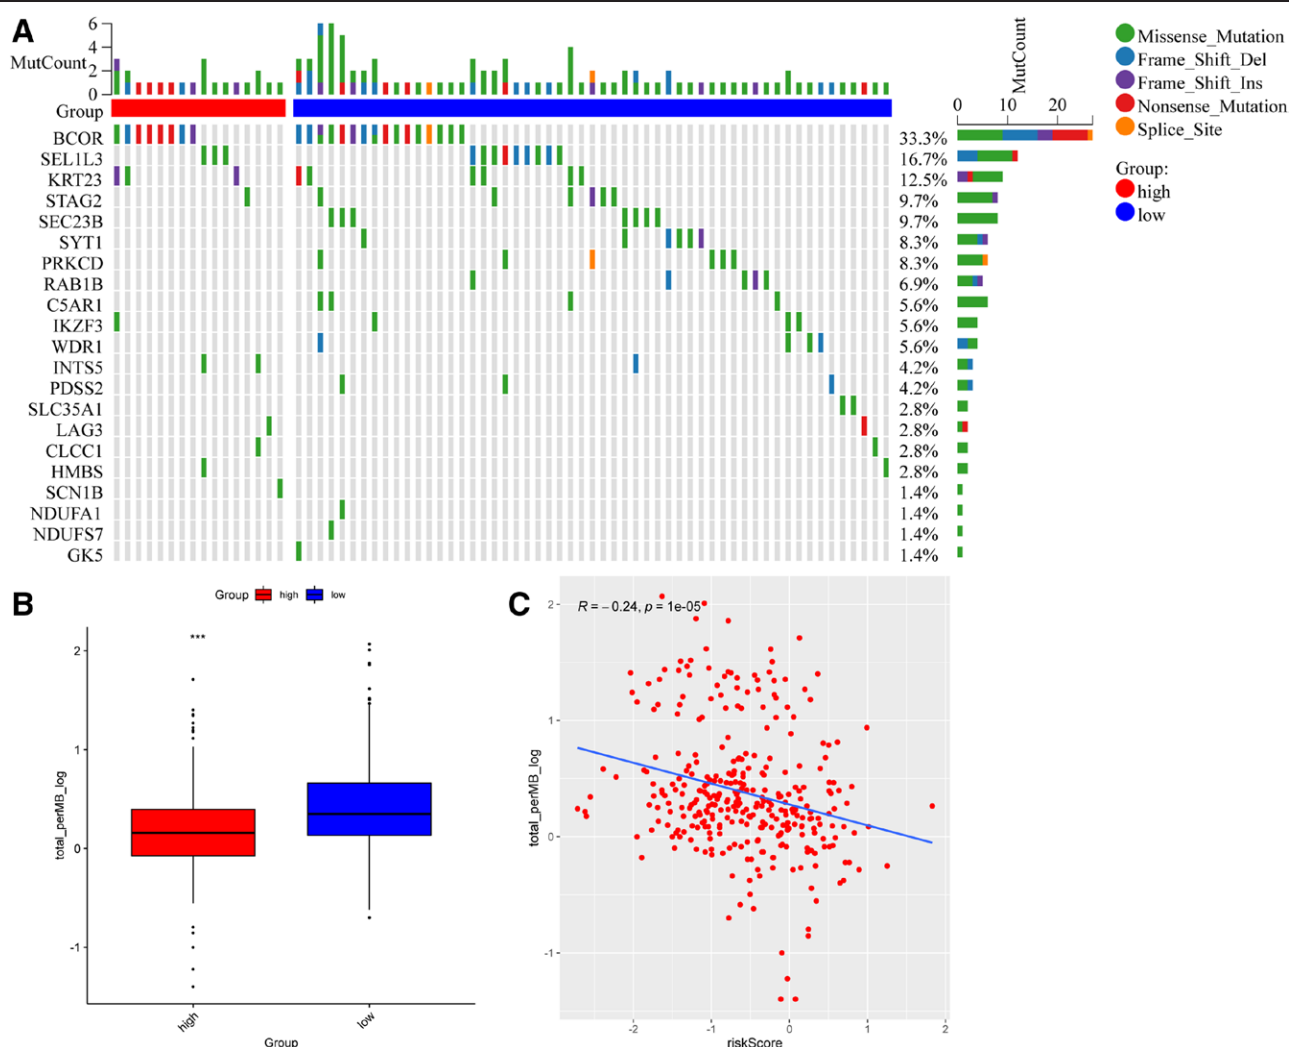 A
6
4
MutCount 2
0
Group
MutCount
0 10 20
Missense_Mutation
Frame_Shift_Del
Frame_Shift_Ins
Nonsense_Mutation
Splice_Site
Group:
high
low
BCOR 33.3%
SEL1L3 16.7%
KRT23 12.5%
STAG2 9.7%
SEC23B 9.7%
SYT1 8.3%
PRKCD 8.3%
RAB1B 6.9%
C5AR1 5.6%
IKZF3 5.6%
WDR1 5.6%
INTS5 4.2%
PDSS2 4.2%
SLC35A1 2.8%
LAG3 2.8%
CLCC1 2.8%
HMBS 2.8%
SCN1B 1.4%
NDUFA1 1.4%
NDUFS7 1.4%
GK5 1.4%
B
Group high low
***
2
1
0
-1
total_perMB_log
high low
Group
C
R = −0.24, p = 1e-05
2
1
0
-1
total_perMB_log
-2 -1 0 1 2
riskScore